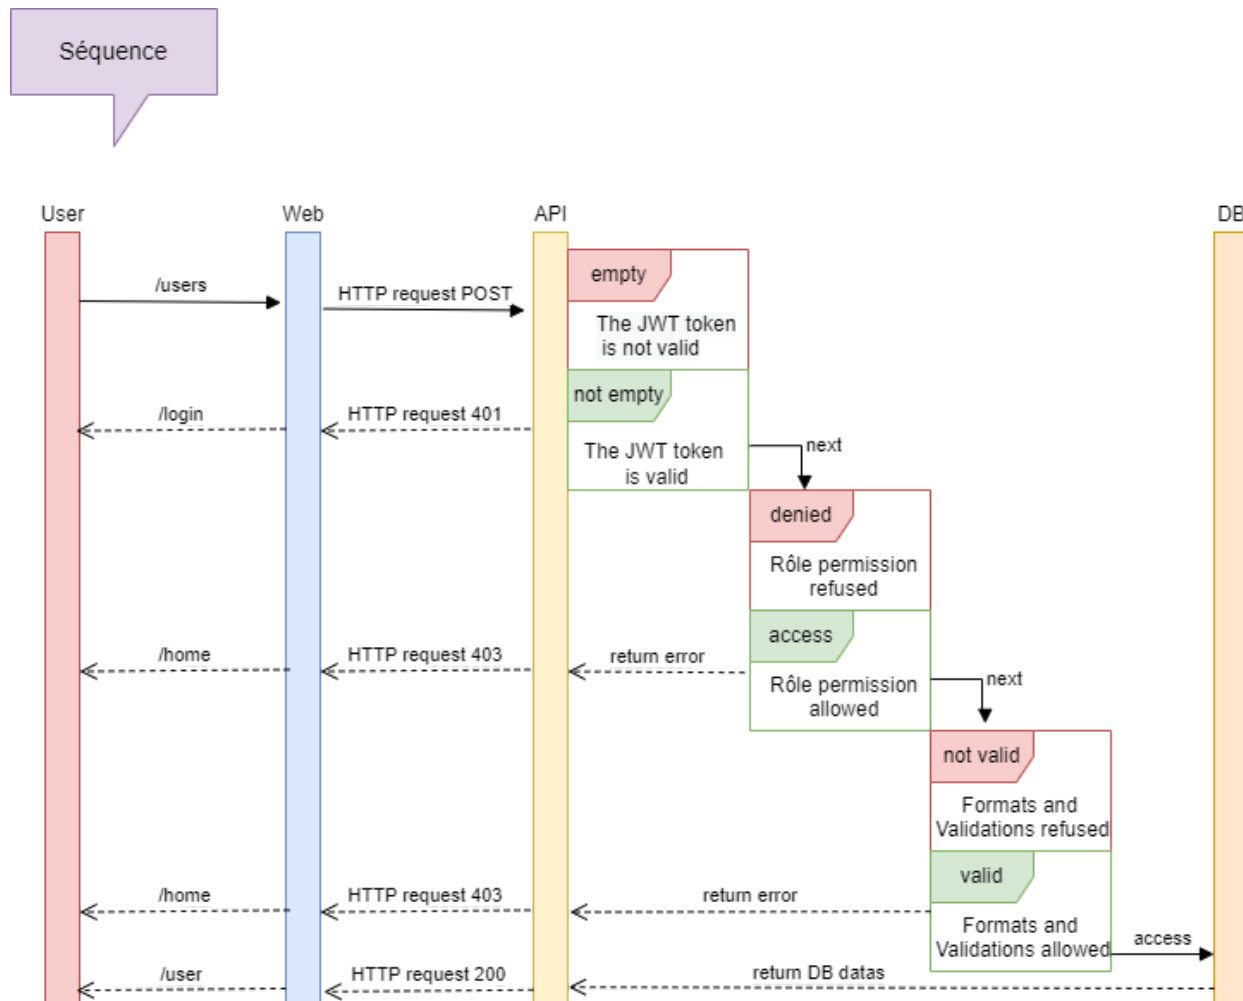 Séquence
User
Web
API
DB
/users
HTTP request POST
empty
The JWT token
is not valid
/login
HTTP request 401
not empty
The JWT token
is valid
next
denied
Rôle permission
refused
/home
HTTP request 403
return error
access
Rôle permission
allowed
next
not valid
Formats and
Validations refused
/home
HTTP request 403
return error
valid
Formats and
Validations allowed
access
/user
HTTP request 200
return DB datas